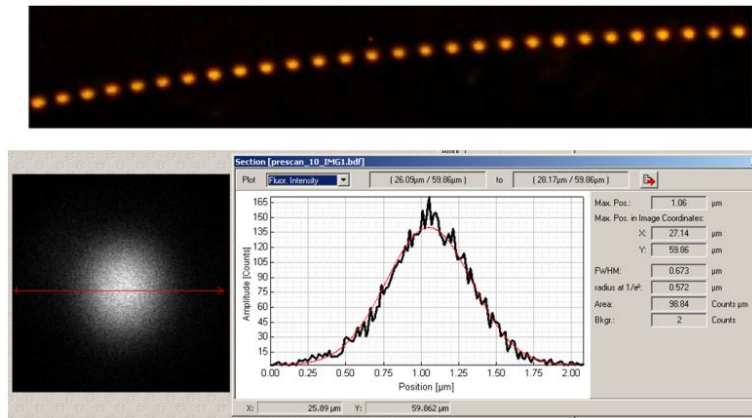 Section [prescan_10_IMG1.bdf]
Plot Fluor. Intensity ( 26.09µm / 59.86µm ) to ( 28.17µm / 59.86µm )
165
150
135
120
105
90
75
60
45
30
15
Amplitude [Counts]
0.00 0.25 0.50 0.75 1.00 1.25 1.50 1.75 2.00
Position [µm]
Max. Pos.: 1.06 µm
Max. Pos. in Image Coordinates:
X: 27.14 µm
Y: 59.86 µm
FWHM: 0.673 µm
radius at 1/e²: 0.572 µm
Area: 98.84 Counts µm
Bkgr.: 2 Counts
X: 25.89 µm Y: 59.862 µm